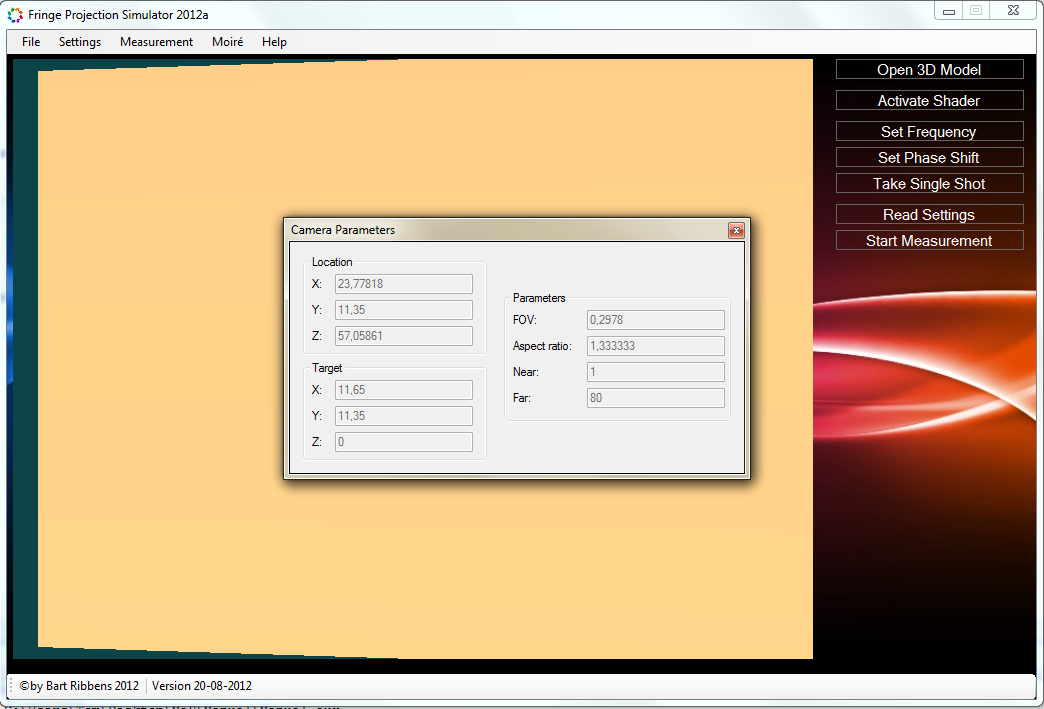 Fringe Projection Simulator 2012a
File Settings Measurement Moiré Help
Open 3D Model
Activate Shader
Set Frequency
Set Phase Shift
Take Single Shot
Read Settings
Start Measurement
Camera Parameters
Location
X: 23,77818
Y: 11,35
Z: 57,05861
Target
X: 11,65
Y: 11,35
Z: 0
Parameters
FOV: 0,2978
Aspect ratio: 1,333333
Near: 1
Far: 80
©by Bart Ribbens 2012 Version 20-08-2012